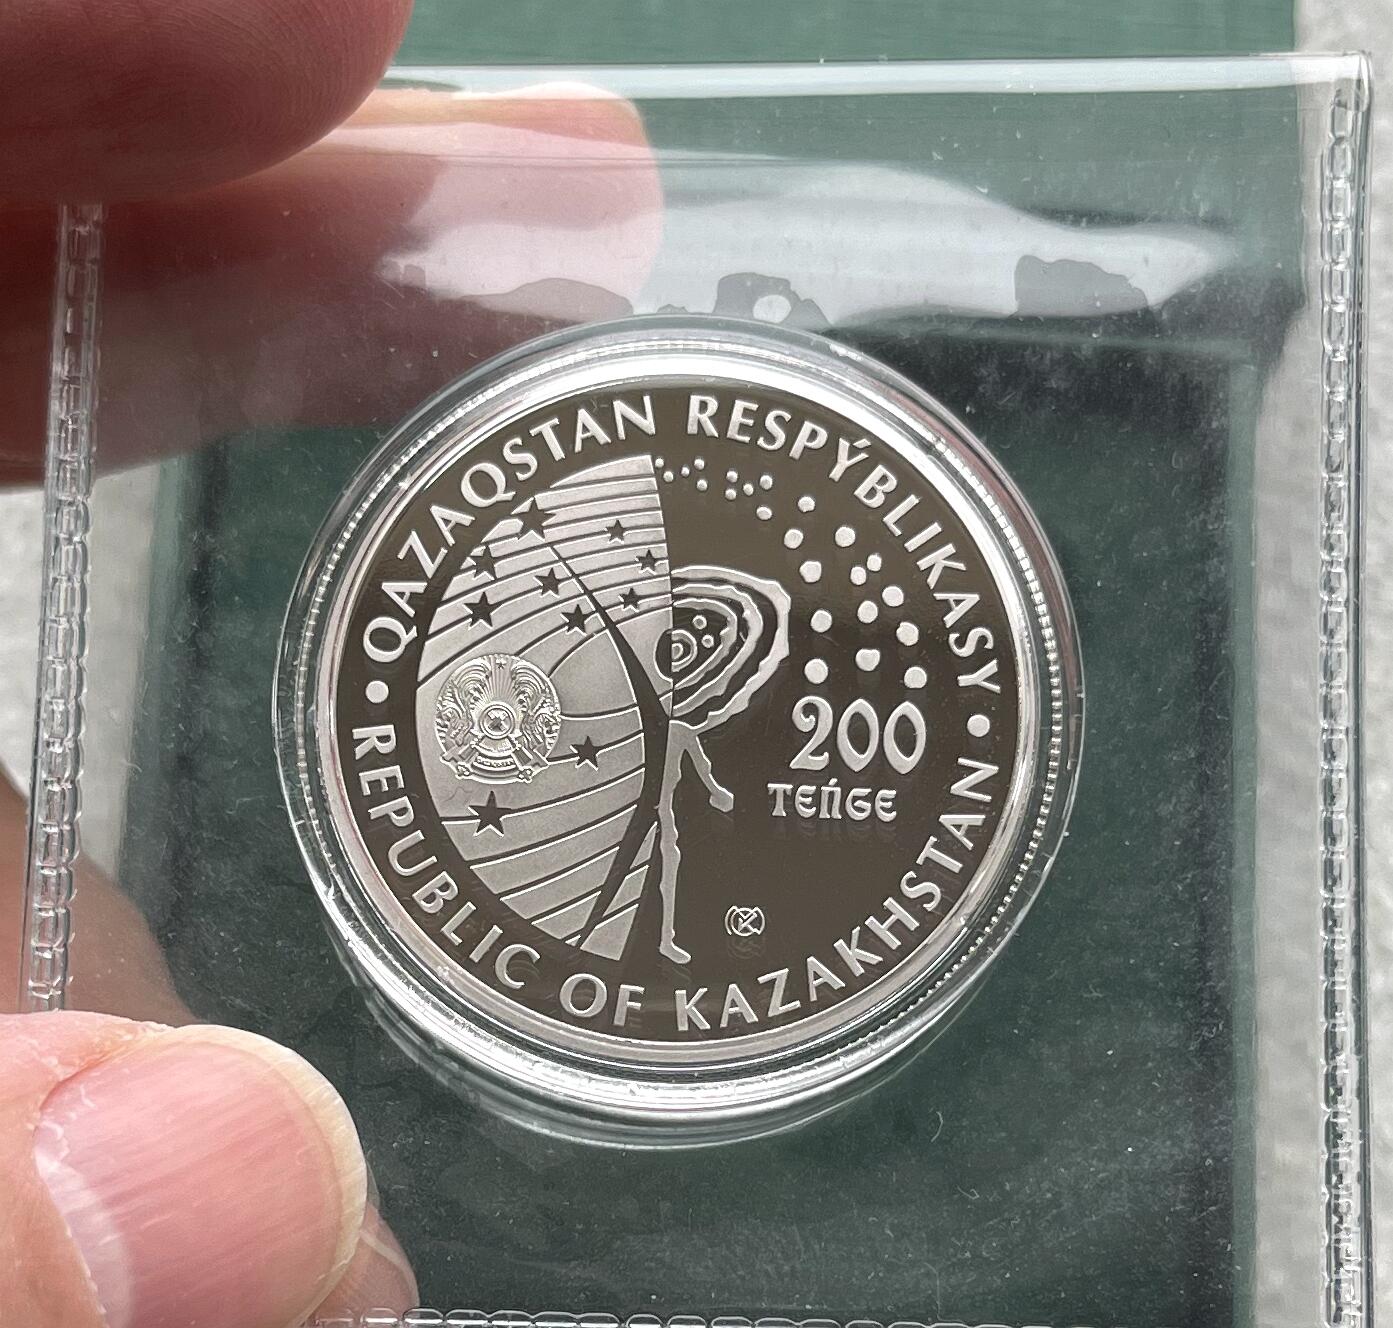 QAZAQSTAN RESPÝBLIKASY
200
TEŃGE
REPUBLIC OF KAZAKHSTAN